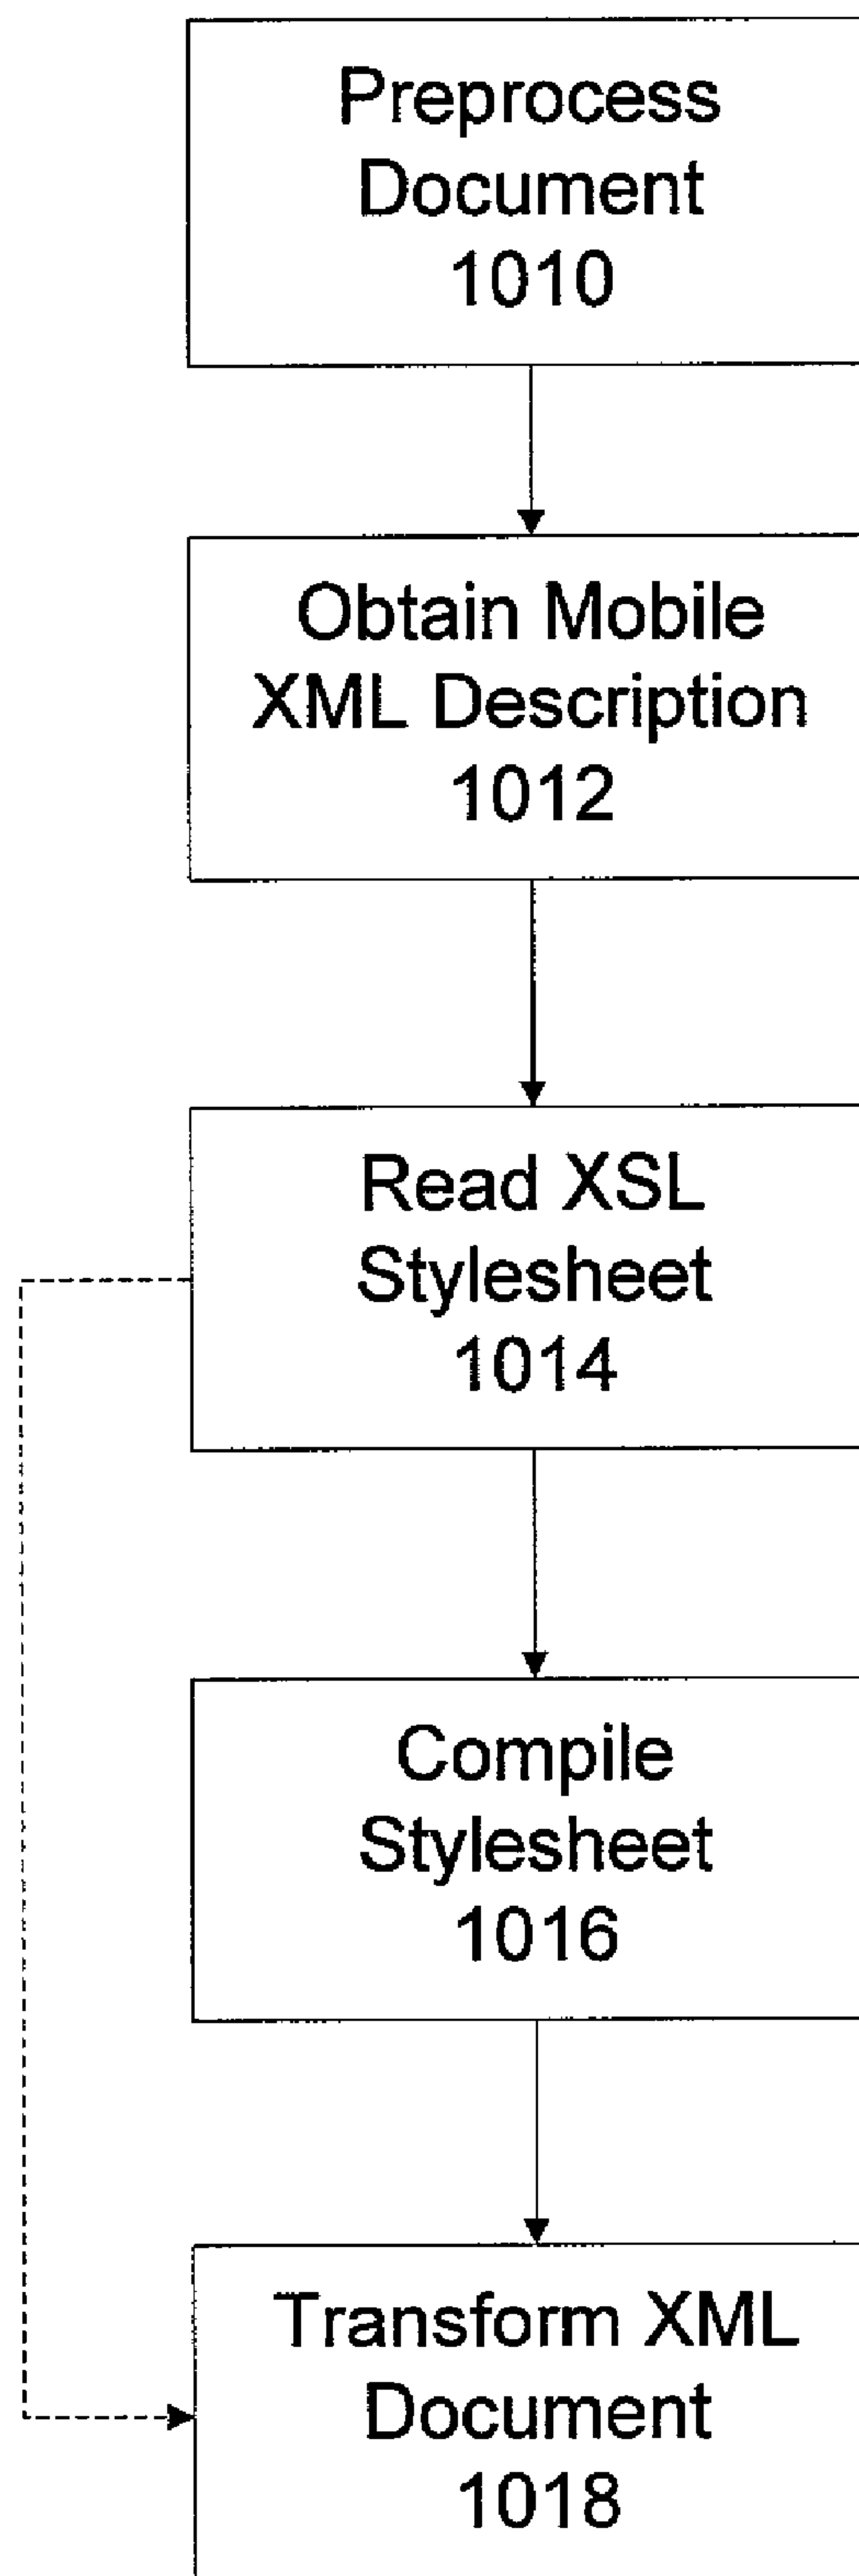 Preprocess
Document
1010
Obtain Mobile
XML Description
1012
Read XSL
Stylesheet
1014
Compile
Stylesheet
1016
Transform XML
Document
1018